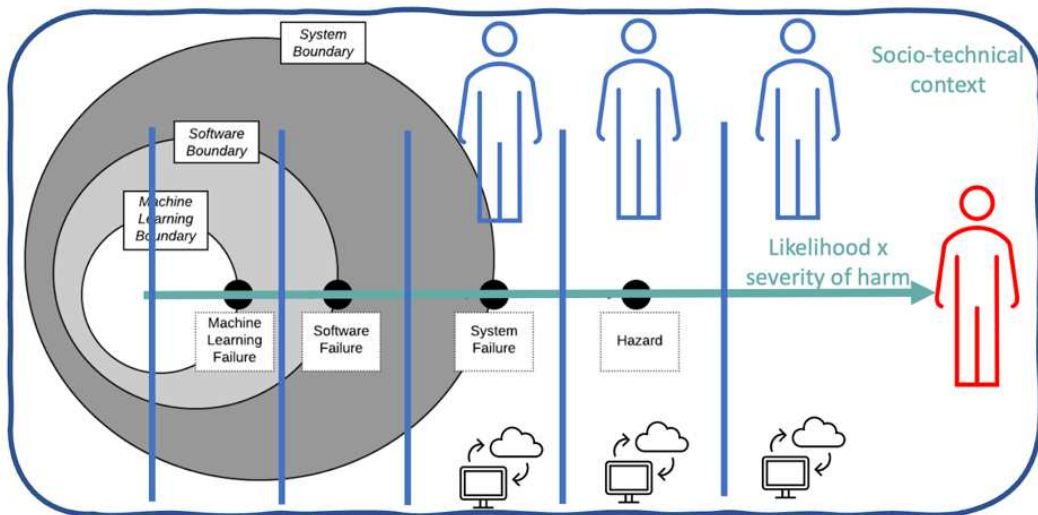 System
Boundary
Socio-technical
context
Software
Boundary
Machine
Learning
Boundary
Likelihood x
severity of harm
Machine
Learning
Failure
Software
Failure
System
Failure
Hazard